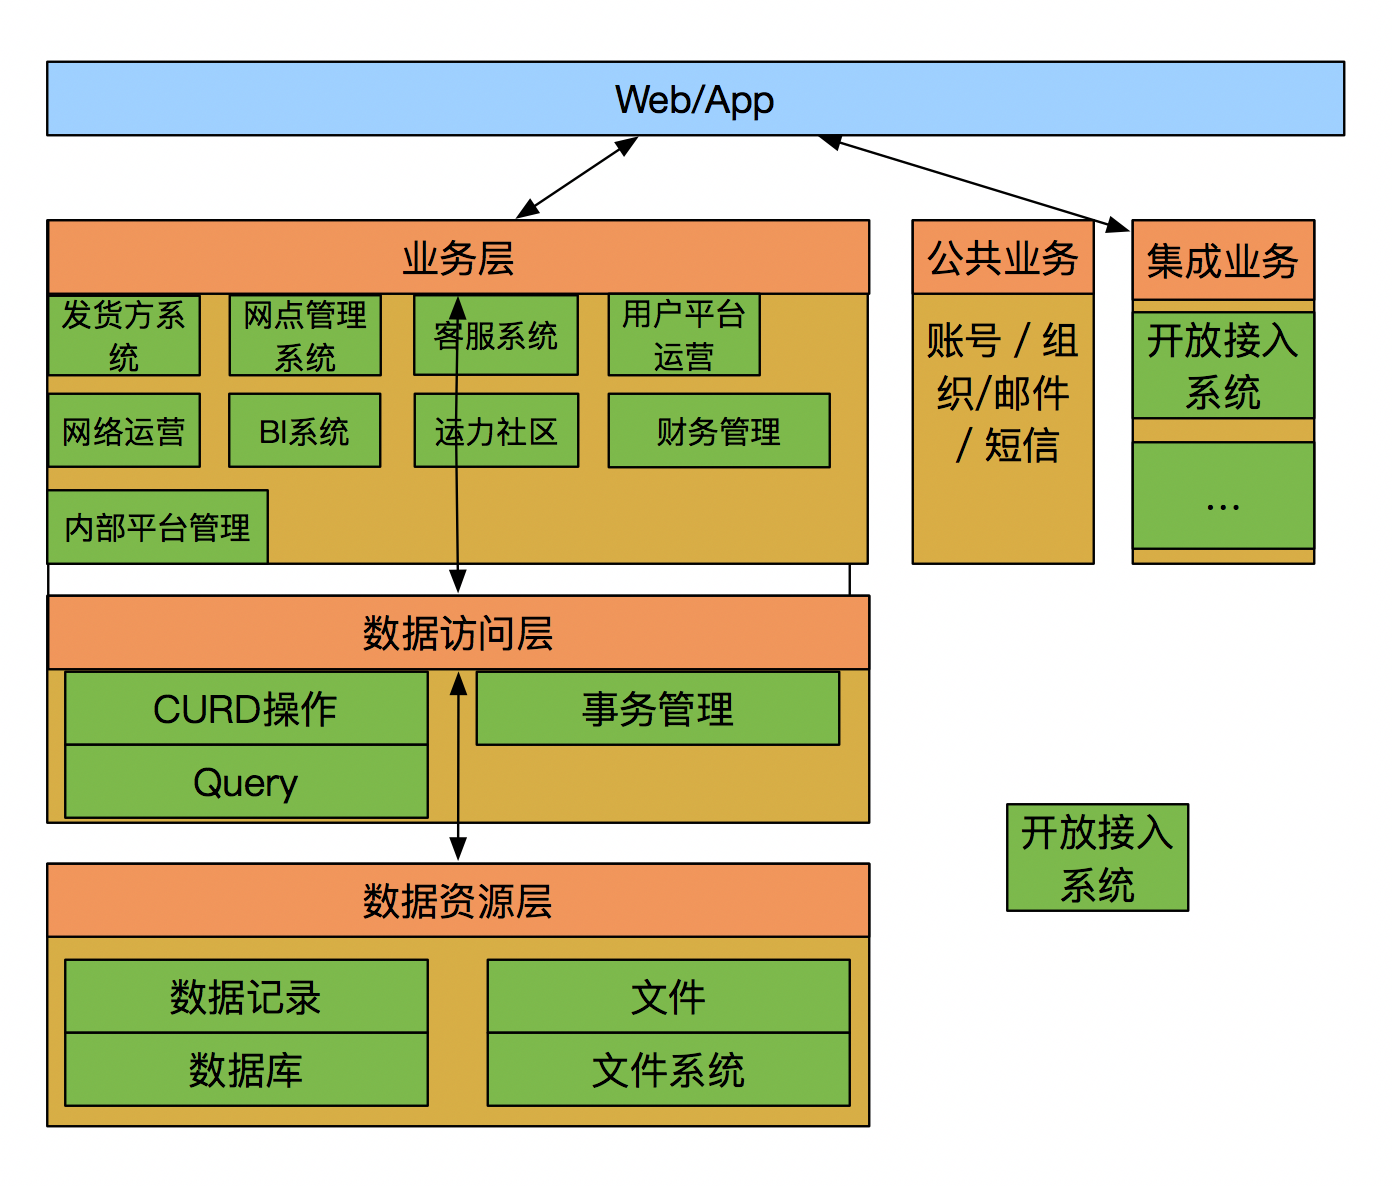 Web/App
业务层
发货方系
统
网点管理
系统
客服系统
用户平台
运营
网络运营
BI系统
运力社区
财务管理
内部平台管理
公共业务
账号 / 组
织/邮件
/ 短信
集成业务
开放接入
系统
...
数据访问层
CURD操作
事务管理
Query
开放接入
系统
数据资源层
数据记录
文件
数据库
文件系统